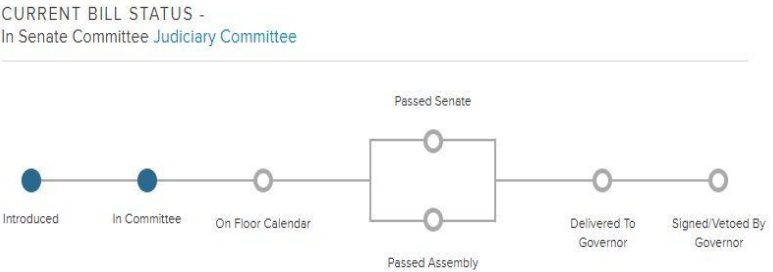 CURRENT BILL STATUS -
In Senate Committee Judiciary Committee
Passed Senate
Introduced
In Committee
On Floor Calendar
Delivered To
Governor
Signed/Vetoed By
Governor
Passed Assembly